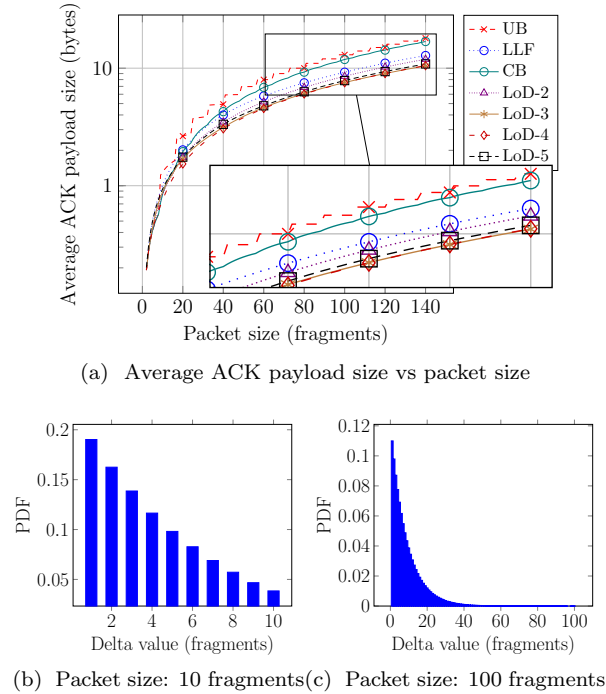 Average ACK payload size (bytes)
10
1
0 20 40 60 80 100 120 140
Packet size (fragments)
UB
LLF
CB
LoD-2
LoD-3
LoD-4
LoD-5
(a) Average ACK payload size vs packet size
PDF
0.2
0.15
0.1
0.05
2 4 6 8 10
Delta value (fragments)
(b) Packet size: 10 fragments
PDF
0.12
0.1
0.08
0.06
0.04
0.02
0
0 20 40 60 80 100
Delta value (fragments)
(c) Packet size: 100 fragments